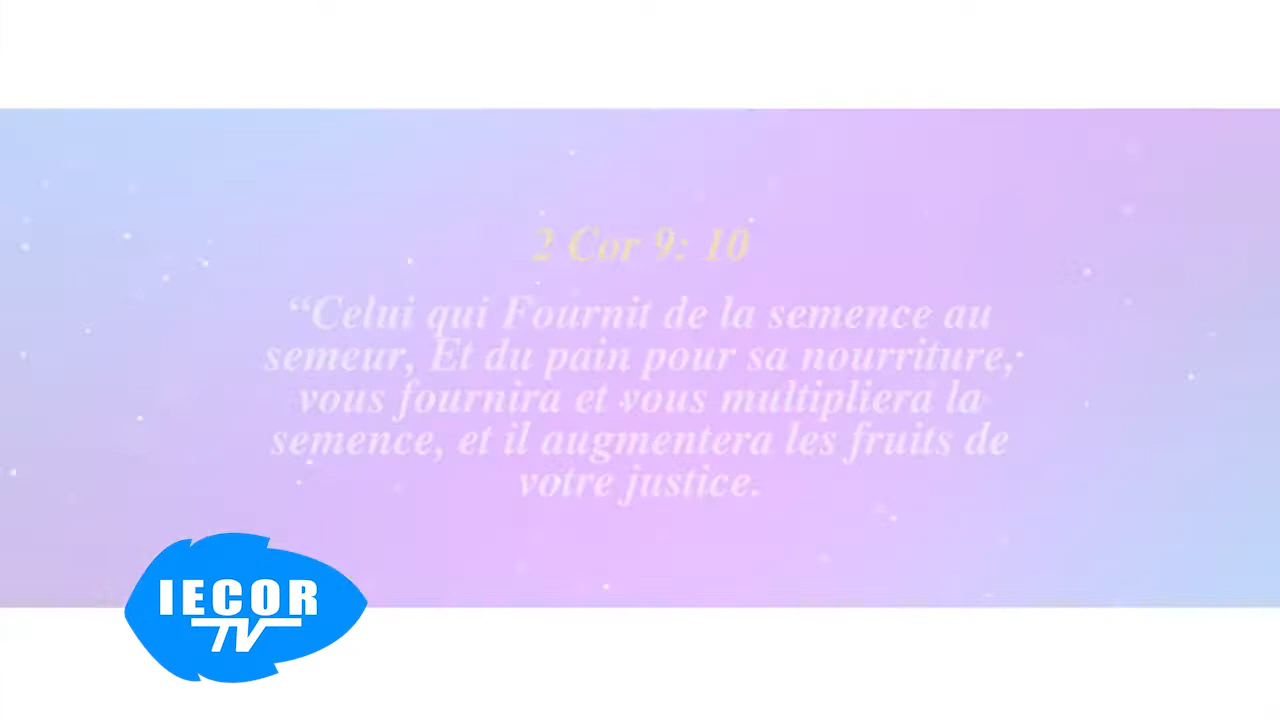 2 Cor 9: 10
“Celui qui Fournit de la semence au
semeur, Et du pain pour sa nourriture,
vous fournira et vous multipliera la
semence, et il augmentera les fruits de
votre justice.
IECOR
TV